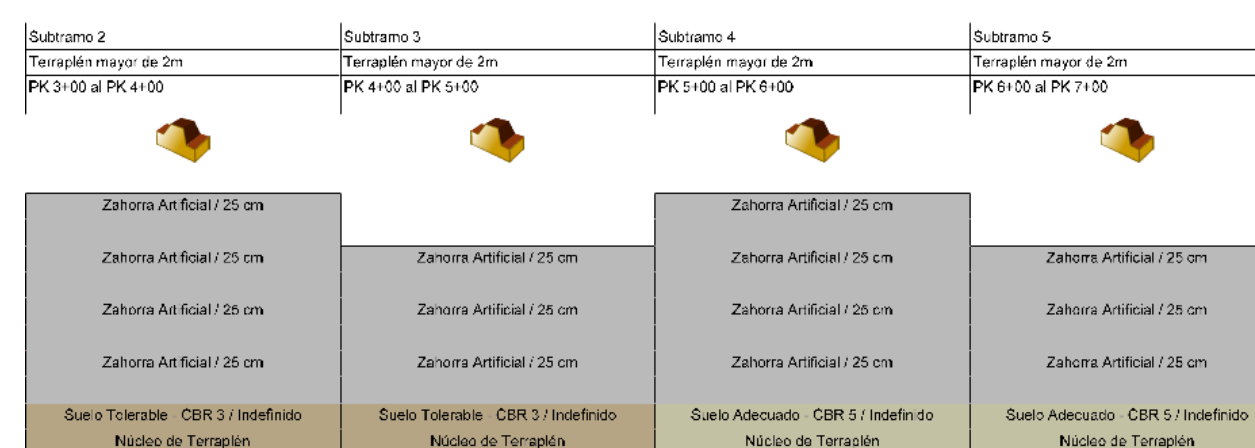 Subtramo 2
Terraplén mayor de 2m
PK 3+00 al PK 4+00
Subtramo 3
Terraplén mayor de 2m
PK 4+00 al PK 5+00
Subtramo 4
Terraplén mayor de 2m
PK 5+00 al PK 6+00
Subtramo 5
Terraplén mayor de 2m
PK 6+00 al PK 7+00
Zahorra Artificial / 25 cm
Zahorra Artificial / 25 cm
Zahorra Artificial / 25 cm
Zahorra Artificial / 25 cm
Suelo Tolerable - CBR 3 / Indefinido
Núcleo de Terraplén
Zahorra Artificial / 25 cm
Zahorra Artificial / 25 cm
Zahorra Artificial / 25 cm
Suelo Tolerable - CBR 3 / Indefinido
Núcleo de Terraplén
Zahorra Artificial / 25 cm
Zahorra Artificial / 25 cm
Zahorra Artificial / 25 cm
Zahorra Artificial / 25 cm
Suelo Adecuado - CBR 5 / Indefinido
Núcleo de Terraplén
Zahorra Artificial / 25 cm
Zahorra Artificial / 25 cm
Zahorra Artificial / 25 cm
Suelo Adecuado - CBR 5 / Indefinido
Núcleo de Terraplén